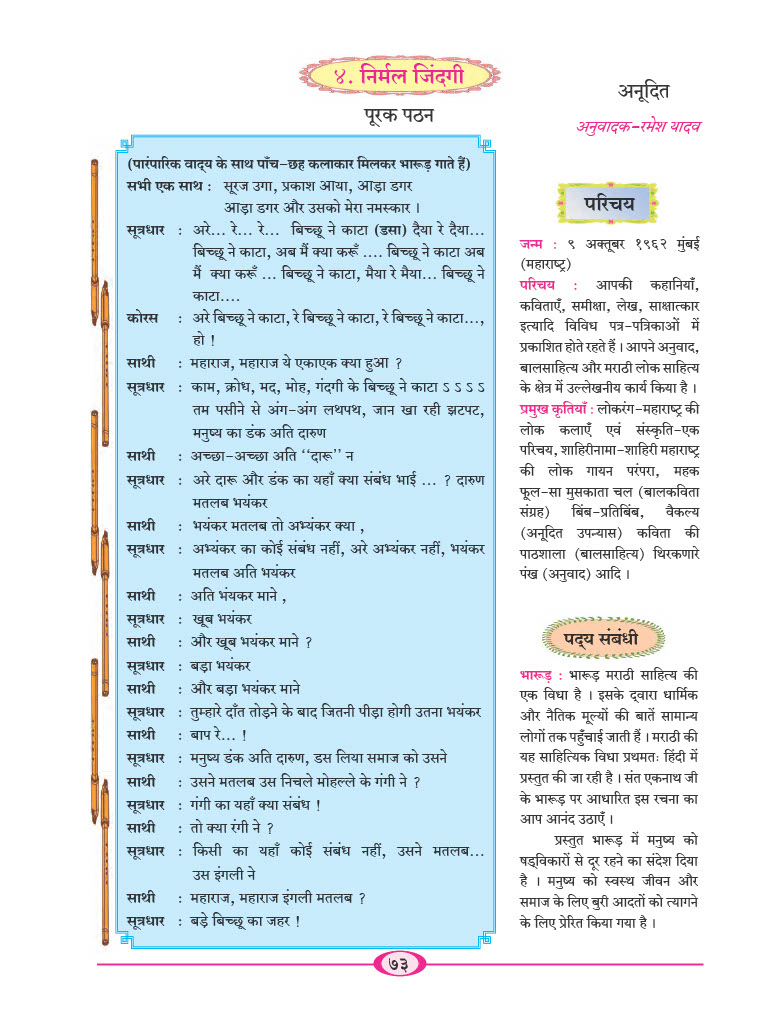 ४. निर्मल जिंदगी
पूरक पठन
अनूदित
अनुवादक-रमेश यादव
(पारंपारिक वाद्‌य के साथ पाँच-छह कलाकार मिलकर भारूड़ गाते हैं)
सभी एक साथ : सूरज उगा, प्रकाश आया, आड़ा डगर
आड़ा डगर और उसको मेरा नमस्कार ।
सूत्रधार : अरे... रे... रे... बिच्छू ने काटा (डसा) दैया रे दैया...
बिच्छू ने काटा, अब मैं क्या करूँ .... बिच्छू ने काटा अब
मैं क्या करूँ ... बिच्छू ने काटा, मैया रे मैया... बिच्छू ने
काटा....
कोरस : अरे बिच्छू ने काटा, रे बिच्छू ने काटा, रे बिच्छू ने काटा...,
हो !
साथी : महाराज, महाराज ये एकाएक क्या हुआ ?
सूत्रधार : काम, क्रोध, मद, मोह, गंदगी के बिच्छू ने काटा ऽ ऽ ऽ ऽ
तम पसीने से अंग-अंग लथपथ, जान खा रही झटपट,
मनुष्य का डंक अति दारुण
साथी : अच्छा-अच्छा अति ‘‘दारू’’ न
सूत्रधार : अरे दारू और डंक का यहाँ क्या संबंध भाई ... ? दारुण
मतलब भयंकर
साथी : भयंकर मतलब तो अभ्यंकर क्या ,
सूत्रधार : अभ्यंकर का कोई संबंध नहीं, अरे अभ्यंकर नहीं, भयंकर
मतलब अति भयंकर
साथी : अति भंयकर माने ,
सूत्रधार : खूब भयंकर
साथी : और खूब भयंकर माने ?
सूत्रधार : बड़ा भयंकर
साथी : और बड़ा भयंकर माने
सूत्रधार : तुम्हारे दाँत तोड़ने के बाद जितनी पीड़ा होगी उतना भयंकर
साथी : बाप रे... !
सूत्रधार : मनुष्य डंक अति दारुण, डस लिया समाज को उसने
साथी : उसने मतलब उस निचले मोहल्ले के गंगी ने ?
सूत्रधार : गंगी का यहाँ क्या संबंध !
साथी : तो क्या रंगी ने ?
सूत्रधार : किसी का यहाँ कोई संबंध नहीं, उसने मतलब...
उस इंगली ने
साथी : महाराज, महाराज इंगली मतलब ?
सूत्रधार : बड़े बिच्छू का जहर !
परिचय
जन्म : ९ अक्तूबर १९६२ मुंबई
(महाराष्ट्र)
परिचय : आपकी कहानियाँ,
कविताएँ, समीक्षा, लेख, साक्षात्कार
इत्यादि विविध पत्र-पत्रिकाओं में
प्रकाशित होते रहते हैं । आपने अनुवाद,
बालसाहित्य और मराठी लोक साहित्य
के क्षेत्र में उल्लेखनीय कार्य किया है ।
प्रमुख कृतियाँ : लोकरंग-महाराष्ट्र की
लोक कलाएँ एवं संस्कृति-एक
परिचय, शाहिरीनामा-शाहिरी महाराष्ट्र
की लोक गायन परंपरा, महक
फूल-सा मुसकाता चल (बालकविता
संग्रह) बिंब-प्रतिबिंब, वैकल्य
(अनूदित उपन्यास) कविता की
पाठशाला (बालसाहित्य) थिरकणारे
पंख (अनुवाद) आदि ।
पद्‌य संबंधी
भारूड़ : भारूड़ मराठी साहित्य की
एक विधा है । इसके द्‌वारा धार्मिक
और नैतिक मूल्यों की बातें सामान्य
लोगों तक पहुँचाई जाती हैं । मराठी की
यह साहित्यिक विधा प्रथमतः हिंदी में
प्रस्तुत की जा रही है । संत एकनाथ जी
के भारूड़ पर आधारित इस रचना का
आप आनंद उठाएँ ।
प्रस्तुत भारूड़ में मनुष्य को
षड्‌विकारों से दूर रहने का संदेश दिया
है । मनुष्य को स्वस्थ जीवन और
समाज के लिए बुरी आदतों को त्यागने
के लिए प्रेरित किया गया है ।
७३